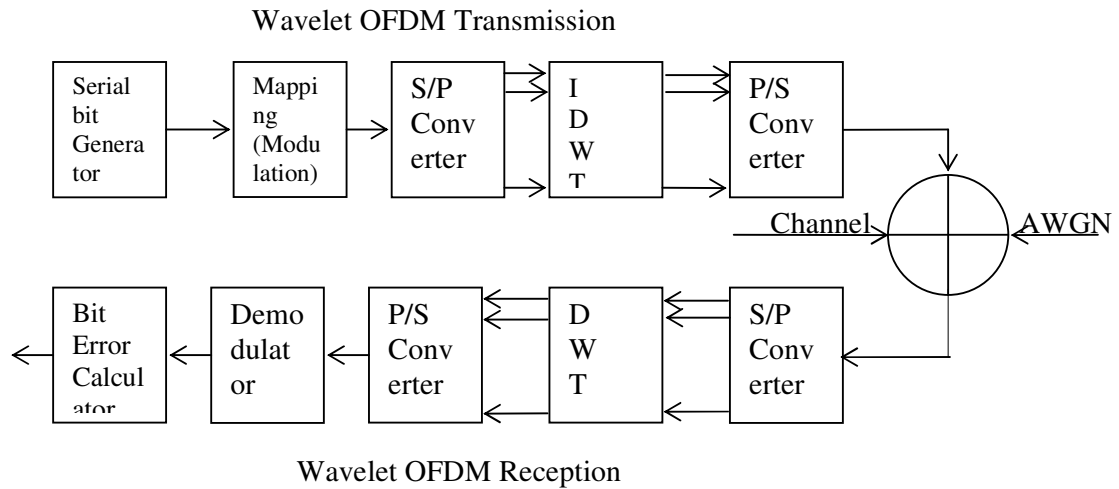 Wavelet OFDM Transmission
Serial
bit
Genera
tor
Mappi
ng
(Modu
lation)
S/P
Conv
erter
I
D
W
T
P/S
Conv
erter
Channel
AWGN
Bit
Error
Calcul
ator
Demo
dulat
or
P/S
Conv
erter
D
W
T
S/P
Conv
erter
Wavelet OFDM Reception